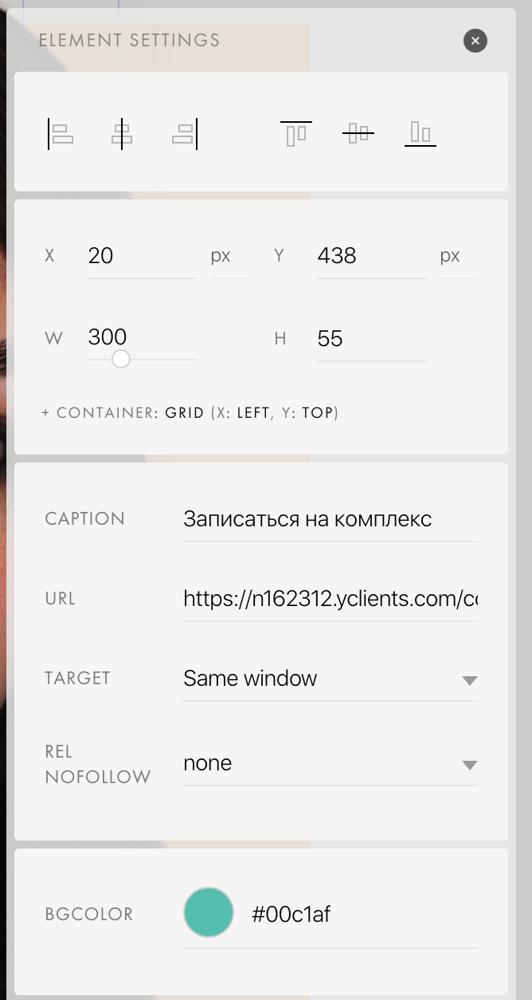 ELEMENT SETTINGS
X 20 px Y 438 px
W 300 H 55
+ CONTAINER: GRID (X: LEFT, Y: TOP)
CAPTION Записаться на комплекс
URL https://n162312.yclients.com/co
TARGET Same window
REL
NOFOLLOW none
BGCOLOR #00c1af